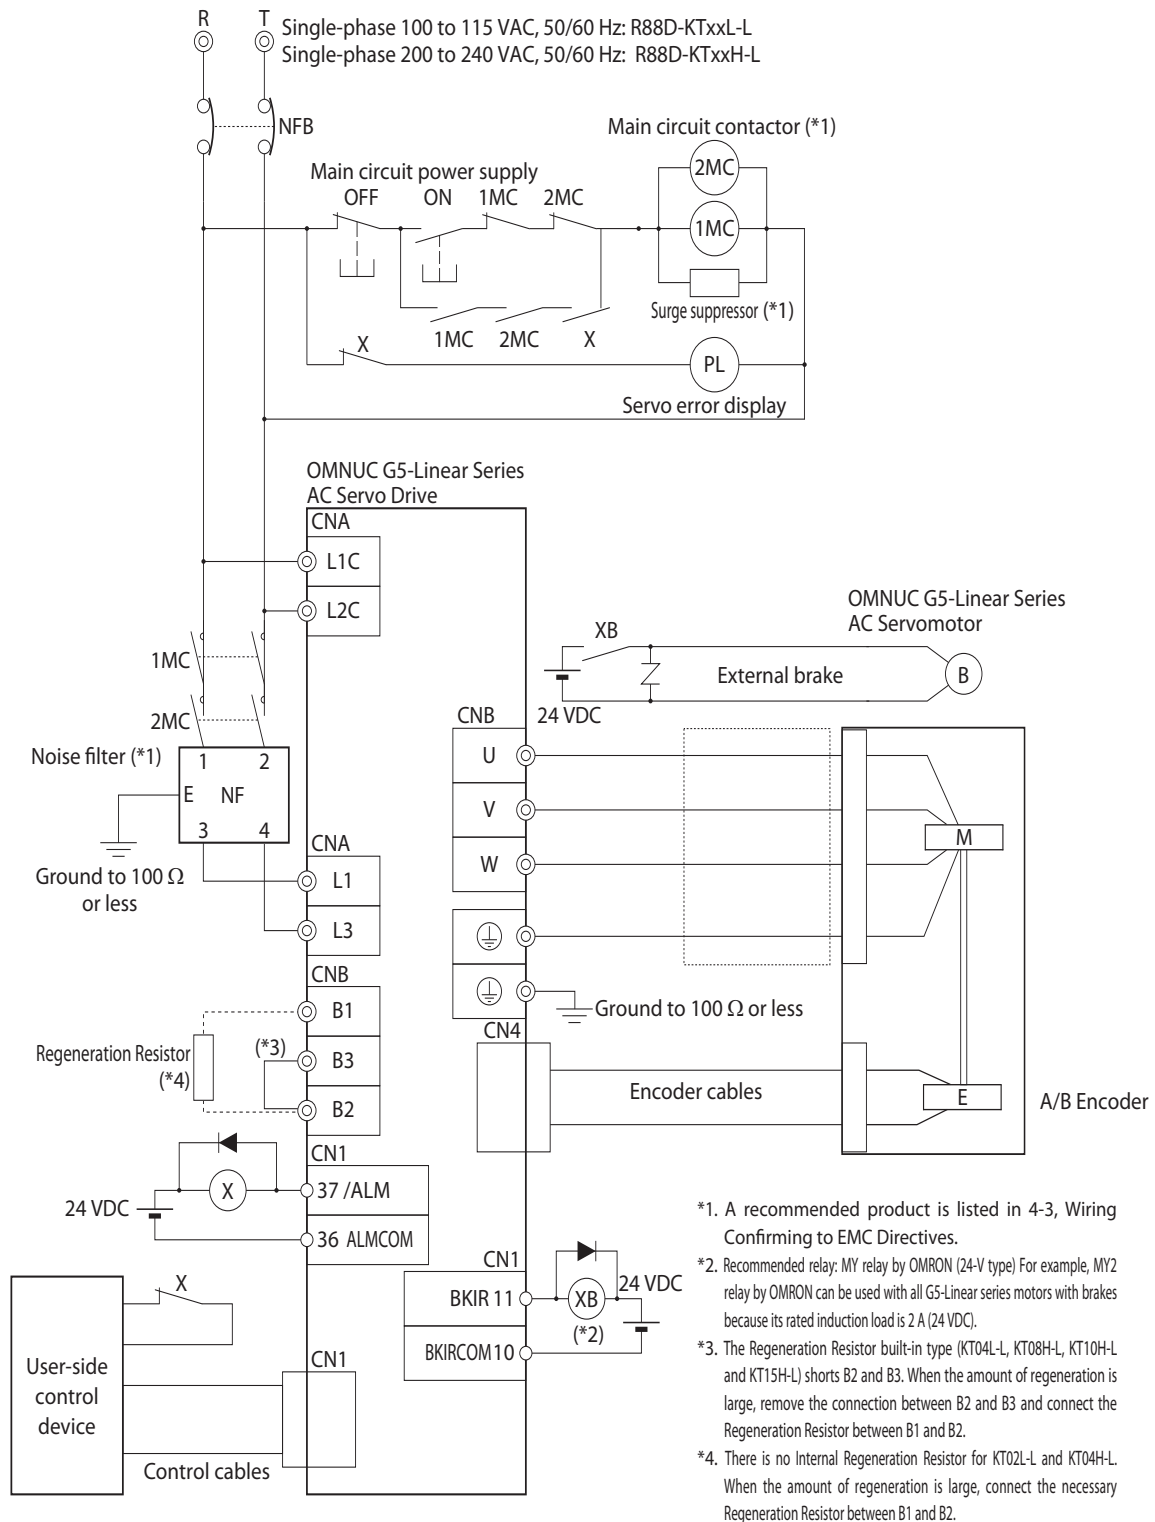 R T
Single-phase 100 to 115 VAC, 50/60 Hz: R88D-KTxxL-L
Single-phase 200 to 240 VAC, 50/60 Hz: R88D-KTxxH-L
NFB
Main circuit contactor (*1)
2MC
Main circuit power supply
OFF ON 1MC 2MC
1MC
Surge suppressor (*1)
1MC 2MC X
X
PL
Servo error display
OMNUC G5-Linear Series
AC Servo Drive
CNA
L1C
L2C
OMNUC G5-Linear Series
AC Servomotor
XB
1MC
External brake
B
24 VDC
2MC
CNB
U
Noise filter (*1)
1 2
E NF
3 4
V
M
W
CNA
Ground to 100 Ω
or less
L1
L3
CNB
B1
Ground to 100 Ω or less
CN4
Regeneration Resistor
(*4)
(*3)
B3
B2
Encoder cables
E
A/B Encoder
CN1
X
37 /ALM
24 VDC
36 ALMCOM
CN1
24 VDC
BKIR 11
XB
(*2)
BKIRCOM 10
X
User-side
control
device
CN1
Control cables
*1. A recommended product is listed in 4-3, Wiring
Confirming to EMC Directives.
*2. Recommended relay: MY relay by OMRON (24-V type) For example, MY2
relay by OMRON can be used with all G5-Linear series motors with brakes
because its rated induction load is 2 A (24 VDC).
*3. The Regeneration Resistor built-in type (KT04L-L, KT08H-L, KT10H-L
and KT15H-L) shorts B2 and B3. When the amount of regeneration is
large, remove the connection between B2 and B3 and connect the
Regeneration Resistor between B1 and B2.
*4. There is no Internal Regeneration Resistor for KT02L-L and KT04H-L.
When the amount of regeneration is large, connect the necessary
Regeneration Resistor between B1 and B2.